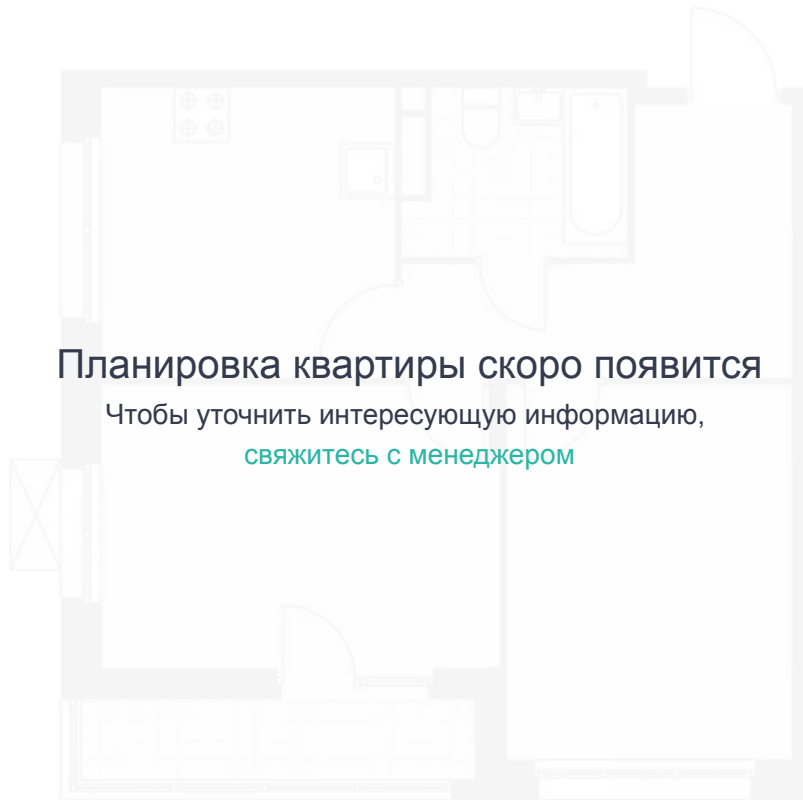 Планировка квартиры скоро появится
Чтобы уточнить интересующую информацию,
свяжитесь с менеджером